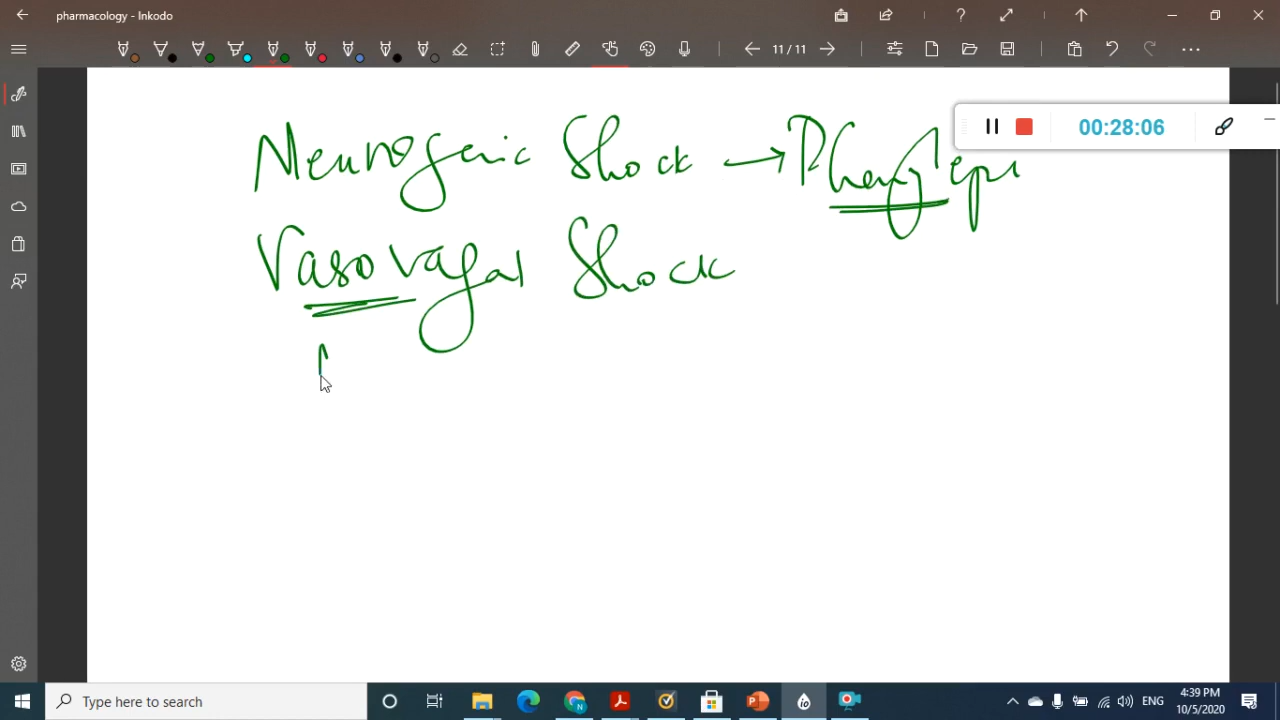 pharmacology - Inkodo
11 / 11
00:28:06
Neurogenic Shock → Phenylepi
Vasovagal Shock
Type here to search
ENG
4:39 PM
10/5/2020